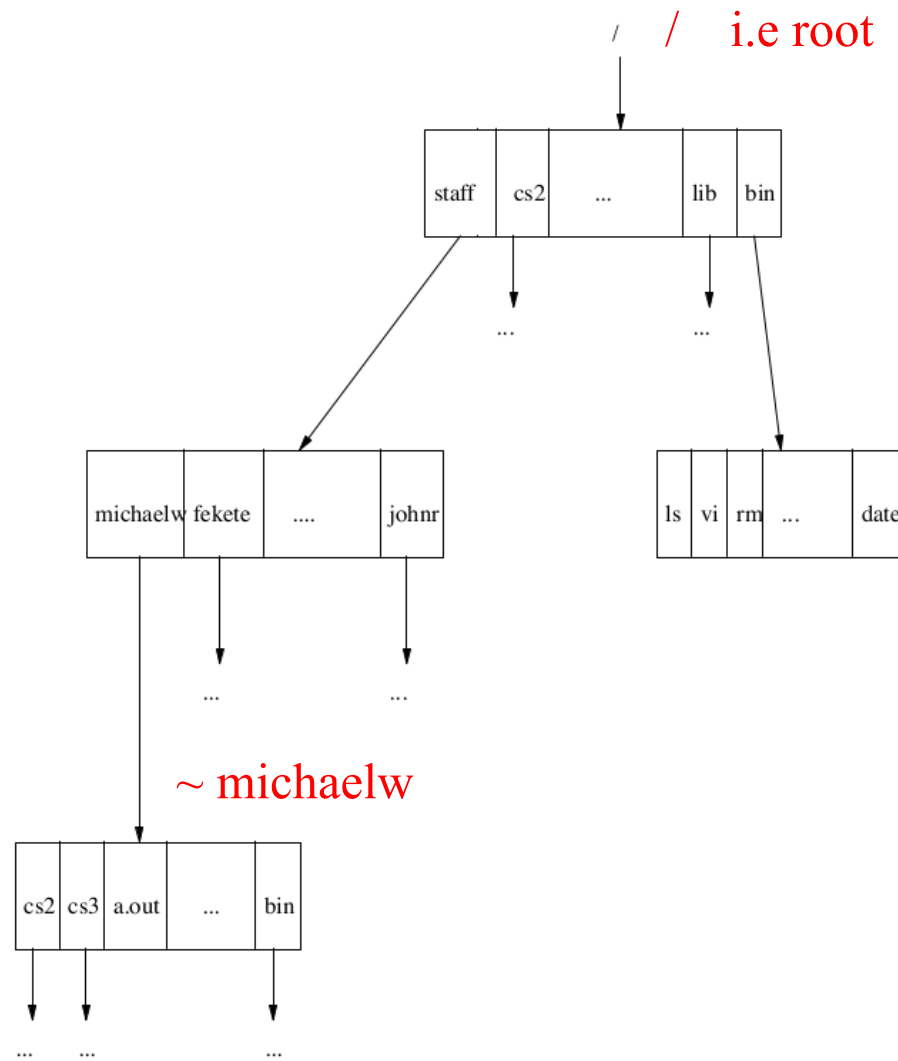 / / i.e root
staff cs2 ... lib bin
... ...
michaelw fekete .... johnr
ls vi rm ... date
... ...
~ michaelw
cs2 cs3 a.out ... bin
... ... ...